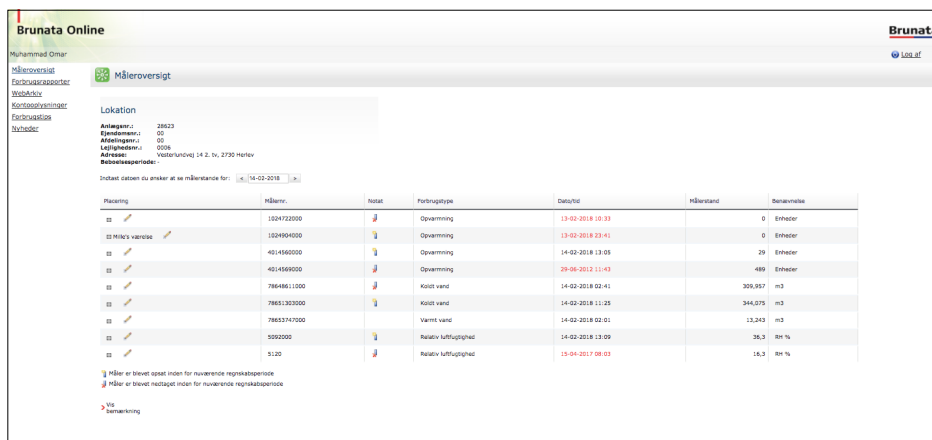 Brunata Online
Brunat
Muhammad Omar
Log af
Måleroversigt
Forbrugsrapporter
WebArkiv
Kontooplysninger
Forbrugstips
Nyheder
Måleroversigt
Lokation
Anlægsnr.: 28623
Ejendomsnr.: 00
Afdelingsnr.: 00
Lejlighedsnr.: 0006
Adresse: Vesterlundvej 14 2. tv, 2730 Herlev
Beboelsesperiode: -
Indtast datoen du ønsker at se målerstande for: < 14-02-2018 >
Placering Målernr. Notat Forbrugstype Dato/tid Målerstand Benævnelse
1024722000 Opvarmning 13-02-2018 10:33 0 Enheder
Mille's værelse 1024904000 Opvarmning 13-02-2018 23:41 0 Enheder
4014560000 Opvarmning 14-02-2018 13:05 29 Enheder
4014569000 Opvarmning 29-06-2012 11:43 489 Enheder
78648611000 Koldt vand 14-02-2018 02:41 309,957 m3
78651303000 Koldt vand 14-02-2018 11:25 344,075 m3
78653747000 Varmt vand 14-02-2018 02:01 13,243 m3
5092000 Relativ luftfugtighed 14-02-2018 13:09 36,3 RH %
5120 Relativ luftfugtighed 15-04-2017 08:03 16,3 RH %
Måler er blevet opsat inden for nuværende regnskabsperiode
Måler er blevet nedtaget inden for nuværende regnskabsperiode
Vis
bemærkning